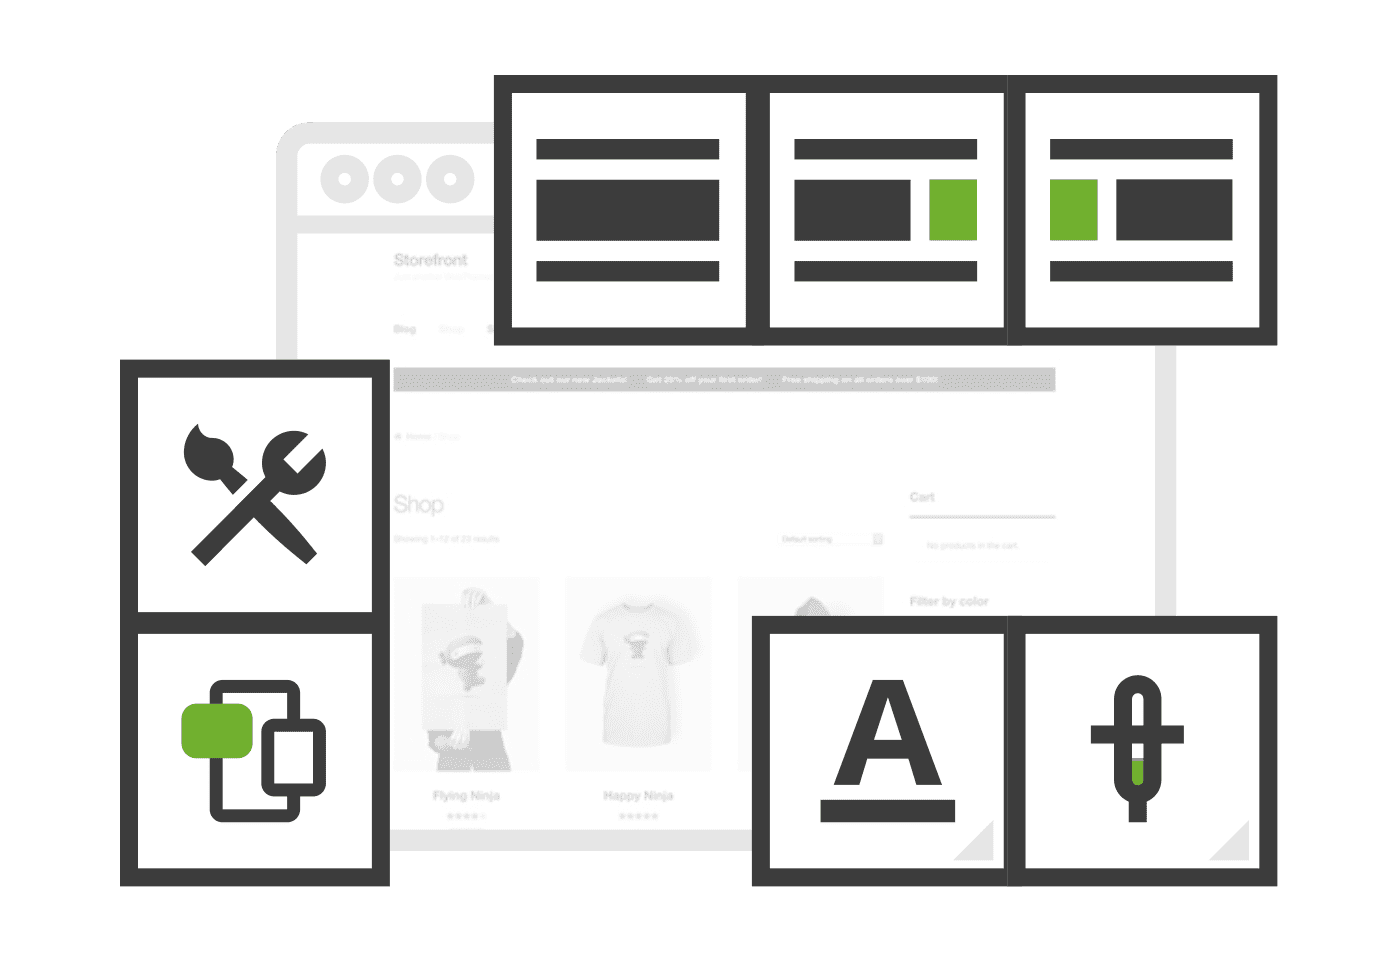 Storefront
Blog
Check out our new Jackets! Get 20% off your first order! Free shipping on all orders over $100!
Home
Shop
Cart
Showing 1–12 of 23 results
Default sorting
No products in the cart.
Filter by color
A
Flying Ninja
Happy Ninja